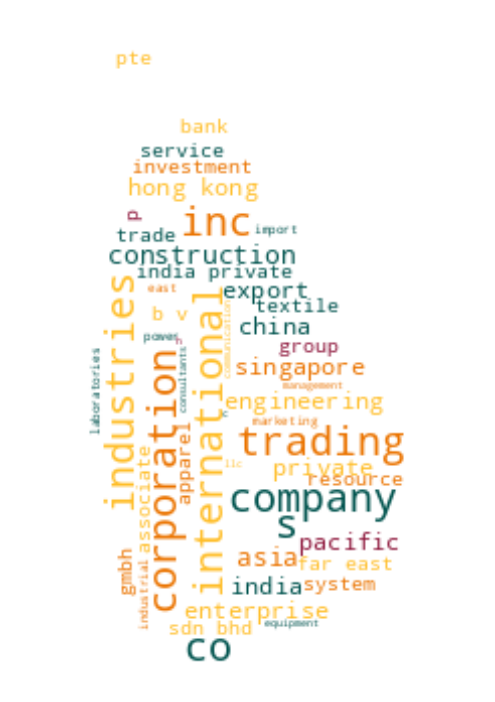 pte
bank
service
investment
hong kong
p
inc
trade
import
construction
india private
east
export
industries
international
textile
b v
communication
china
power
h
group
laboratories
corporation
consultants
singapore
management
engineering
c
marketing
apparel
trading
associate
llc
private
resource
company
s
pacific
gmbh
industrial
asia
far east
india
system
enterprise
equipment
sdn bhd
co